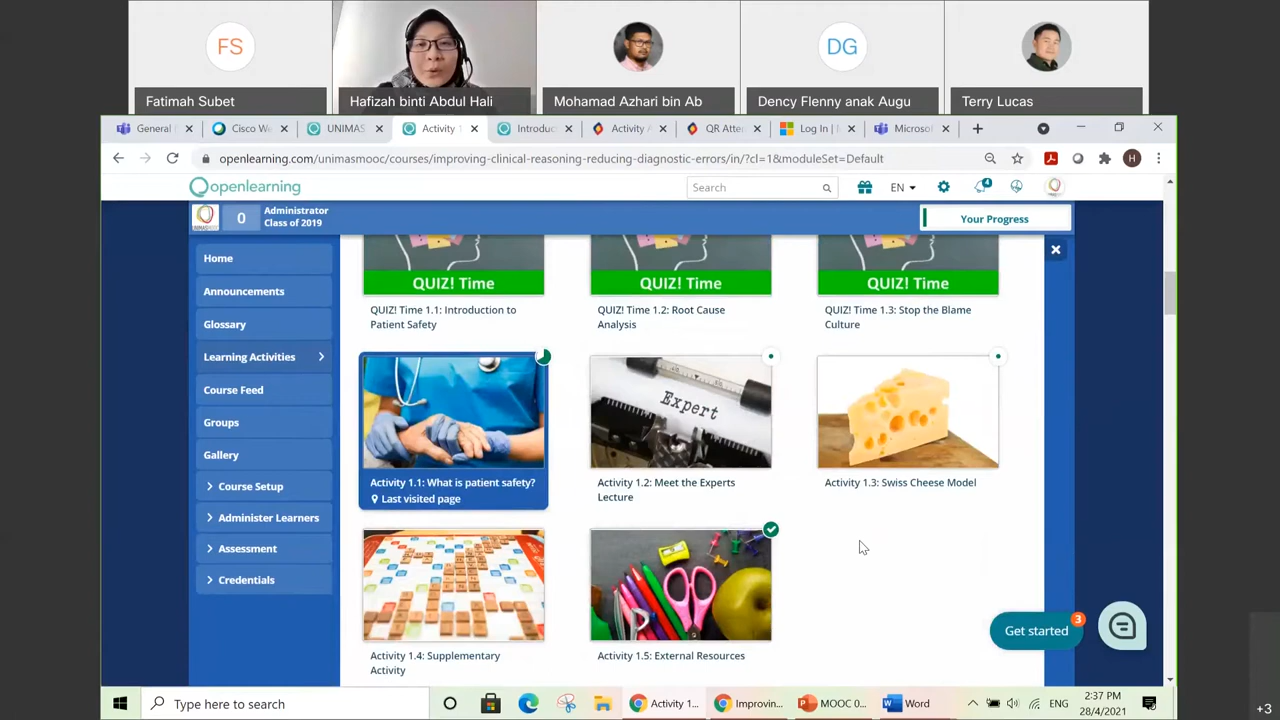 FS
DG
Fatimah Subet
Hafizah binti Abdul Hali
Mohamad Azhari bin Ab
Dency Flenny anak Augu
Terry Lucas
General
Cisco We
UNIMAS
Activity
Introduc
Activity A
QR Atter
Log In | M
Microsof
openlearning.com/unimasmooc/courses/improving-clinical-reasoning-reducing-diagnostic-errors/in/?cl=1&moduleSet=Default
H
openlearning
Search
EN
4
0
Administrator
Class of 2019
Your Progress
Home
Announcements
Glossary
Learning Activities
Course Feed
Groups
Gallery
Course Setup
Administer Learners
Assessment
Credentials
QUIZ! Time
QUIZ! Time
QUIZ! Time
QUIZ! Time 1.1: Introduction to
Patient Safety
QUIZ! Time 1.2: Root Cause
Analysis
QUIZ! Time 1.3: Stop the Blame
Culture
Expert
Activity 1.1: What is patient safety?
Last visited page
Activity 1.2: Meet the Experts
Lecture
Activity 1.3: Swiss Cheese Model
Activity 1.4: Supplementary
Activity
Activity 1.5: External Resources
Get started
3
Type here to search
Activity 1...
Improvin...
MOOC 0...
Word
ENG
2:37 PM
28/4/2021
+3